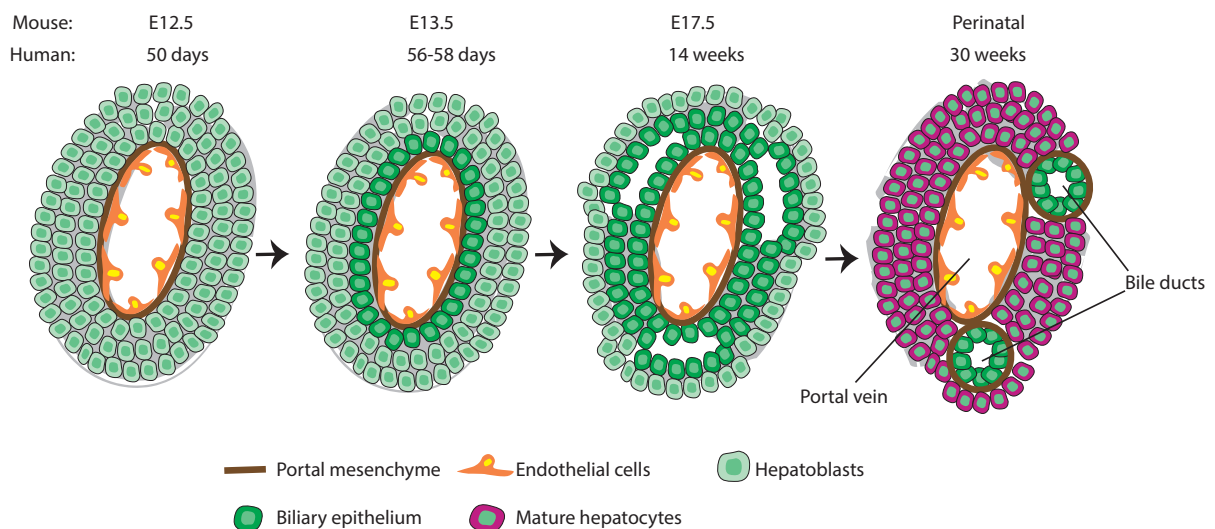 Mouse: E12.5 E13.5 E17.5 Perinatal
Human: 50 days 56-58 days 14 weeks 30 weeks
Bile ducts
Portal vein
Portal mesenchyme Endothelial cells Hepatoblasts
Biliary epithelium Mature hepatocytes